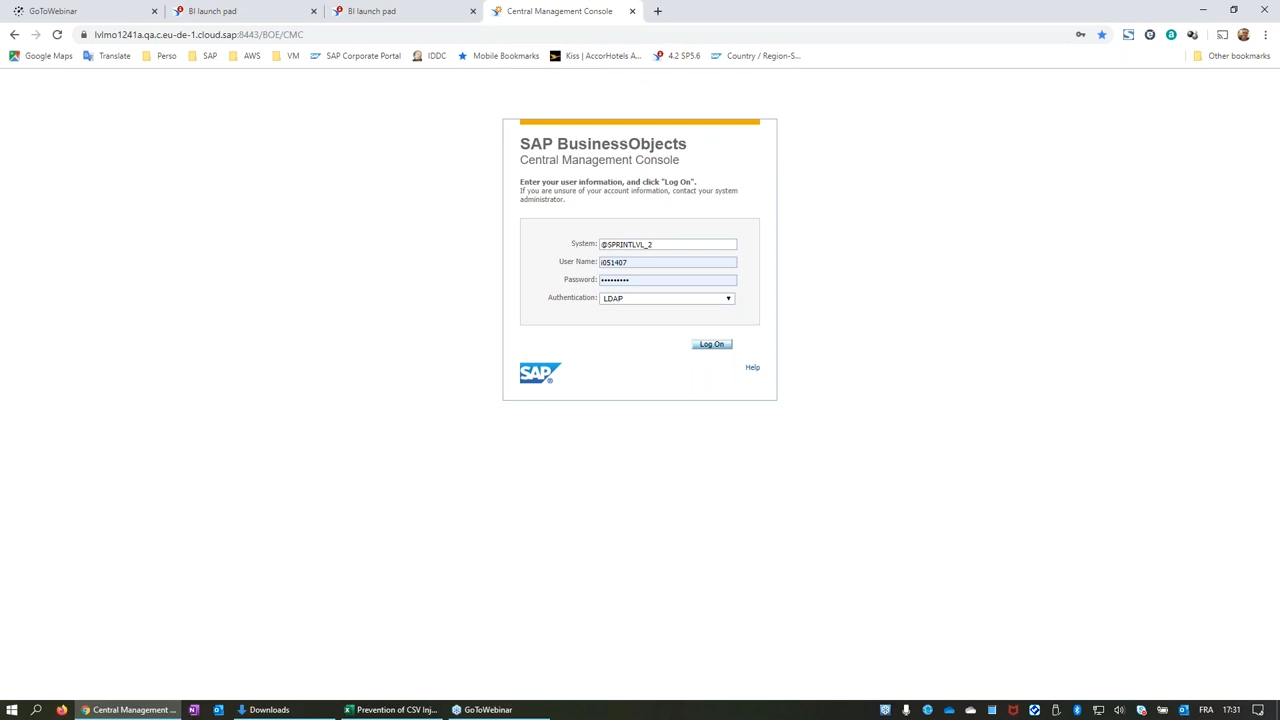 GoToWebinar
BI launch pad
BI launch pad
Central Management Console
lvlmo1241a.qa.c.eu-de-1.cloud.sap:8443/BOE/CMC
Google Maps
Translate
Perso
SAP
AWS
VM
SAP Corporate Portal
IDDC
Mobile Bookmarks
Kiss | AccorHotels A...
4.2 SP5.6
Country / Region-S...
Other bookmarks
SAP BusinessObjects
Central Management Console
Enter your user information, and click "Log On".
If you are unsure of your account information, contact your system
administrator.
System: @SPRINTLVL_2
User Name: i051407
Password: •••••••••
Authentication: LDAP
Log On
SAP®
Help
Central Management ...
Downloads
Prevention of CSV Inj...
GoToWebinar
FR
17:31